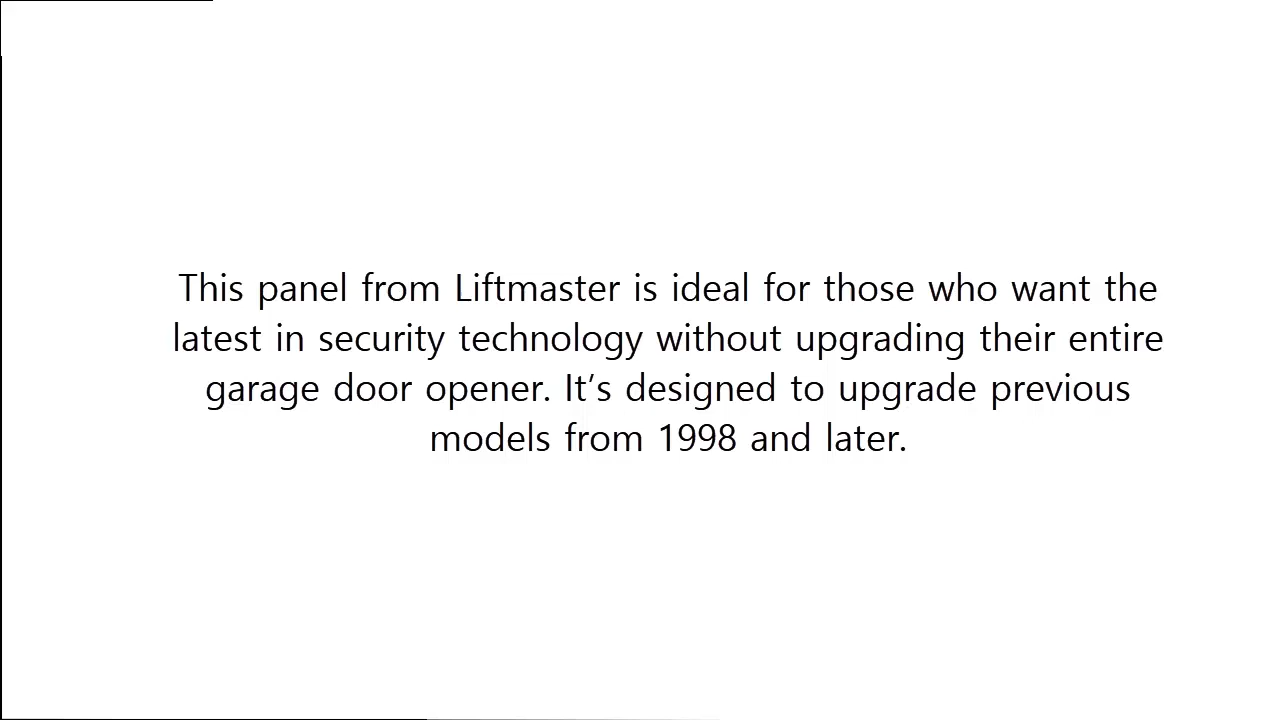 This panel from Liftmaster is ideal for those who want the
latest in security technology without upgrading their entire
garage door opener. It’s designed to upgrade previous
models from 1998 and later.